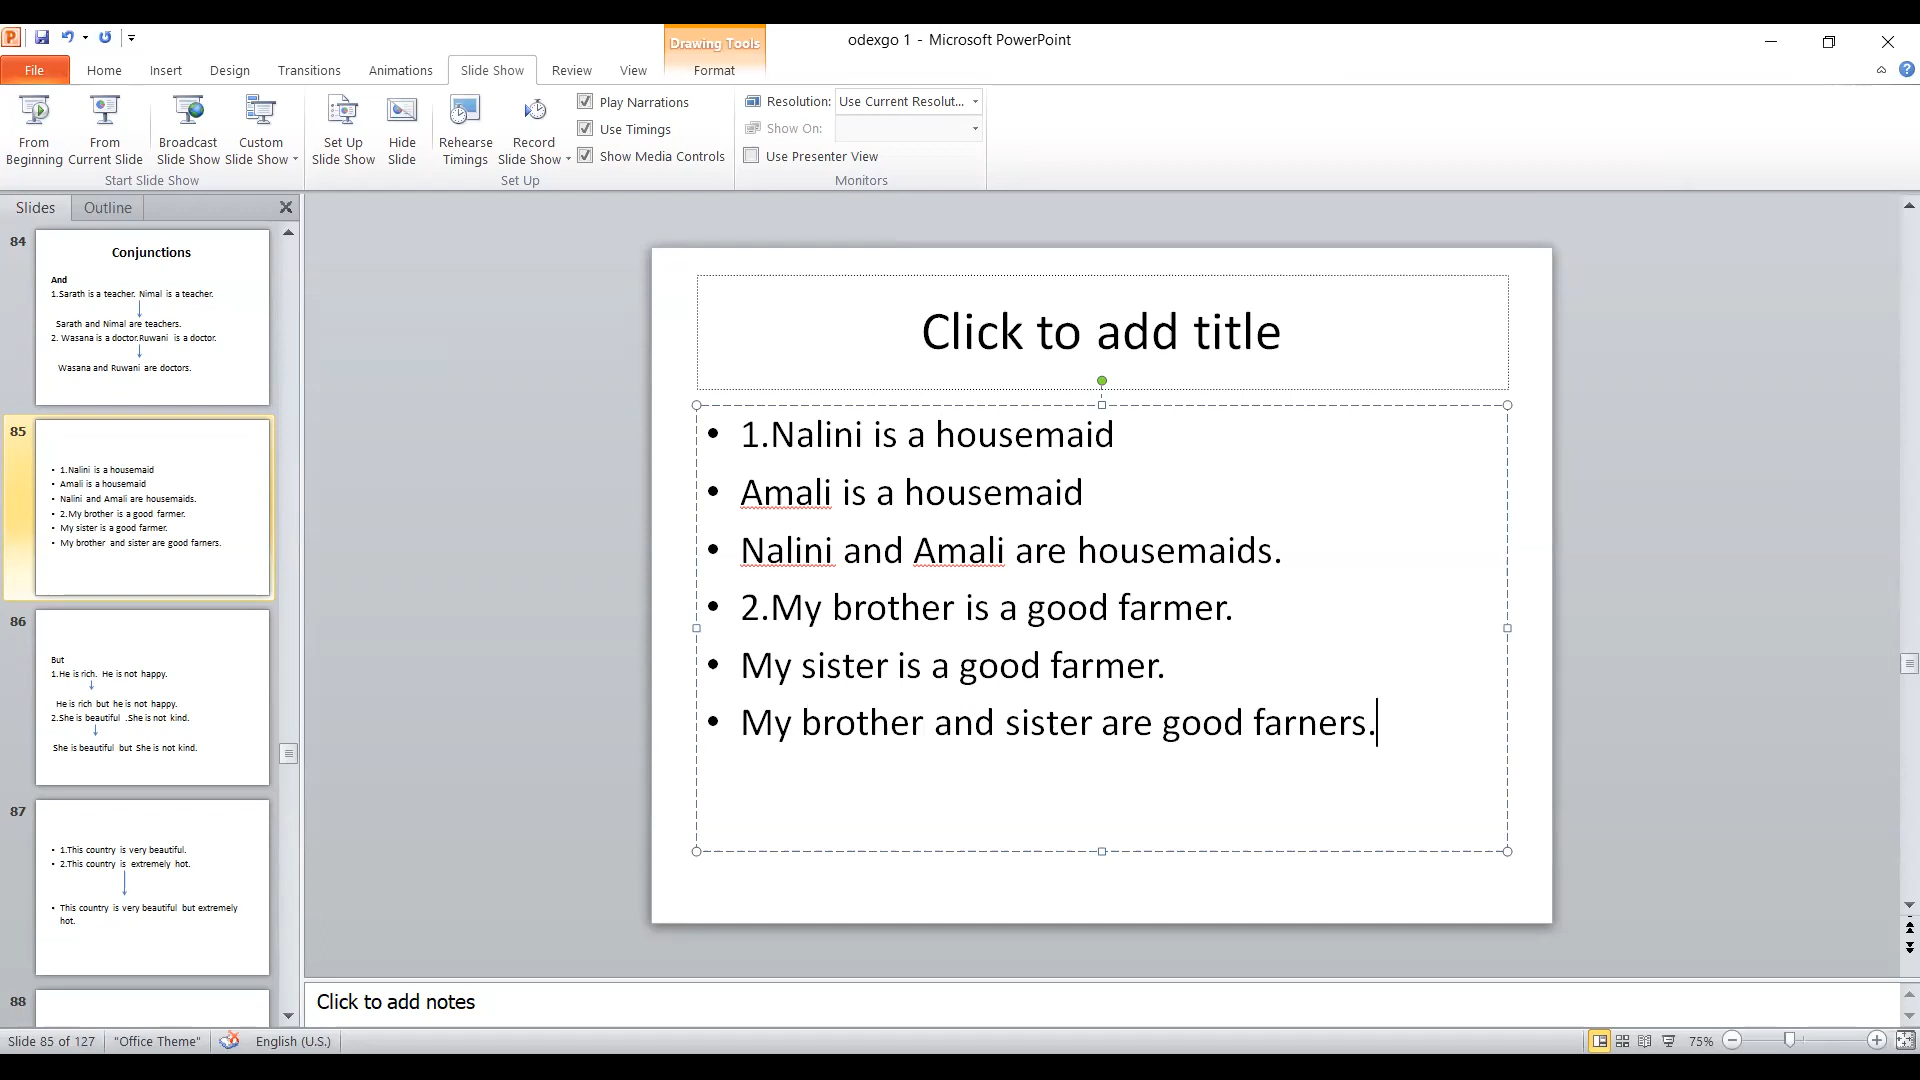 odexgo 1 - Microsoft PowerPoint
Drawing Tools
File Home Insert Design Transitions Animations Slide Show Review View Format
From Beginning
From Current Slide
Broadcast Slide Show
Custom Slide Show
Start Slide Show
Set Up Slide Show
Hide Slide
Rehearse Timings
Record Slide Show
Play Narrations
Use Timings
Show Media Controls
Set Up
Resolution: Use Current Resolut...
Show On:
Use Presenter View
Monitors
Slides Outline
84
Conjunctions
And
1.Sarath is a teacher. Nimal is a teacher.
Sarath and Nimal are teachers.
2. Wasana is a doctor.Ruwani is a doctor.
Wasana and Ruwani are doctors.
85
• 1.Nalini is a housemaid
• Amali is a housemaid
• Nalini and Amali are housemaids.
• 2.My brother is a good farmer.
• My sister is a good farmer.
• My brother and sister are good farners.
86
But
1.He is rich. He is not happy.
He is rich but he is not happy.
2.She is beautiful .She is not kind.
She is beautiful but She is not kind.
87
• 1.This country is very beautiful.
• 2.This country is extremely hot.
• This country is very beautiful but extremely
hot.
88
Click to add title
• 1.Nalini is a housemaid
• Amali is a housemaid
• Nalini and Amali are housemaids.
• 2.My brother is a good farmer.
• My sister is a good farmer.
• My brother and sister are good farners.
Click to add notes
Slide 85 of 127 "Office Theme" English (U.S.) 75%